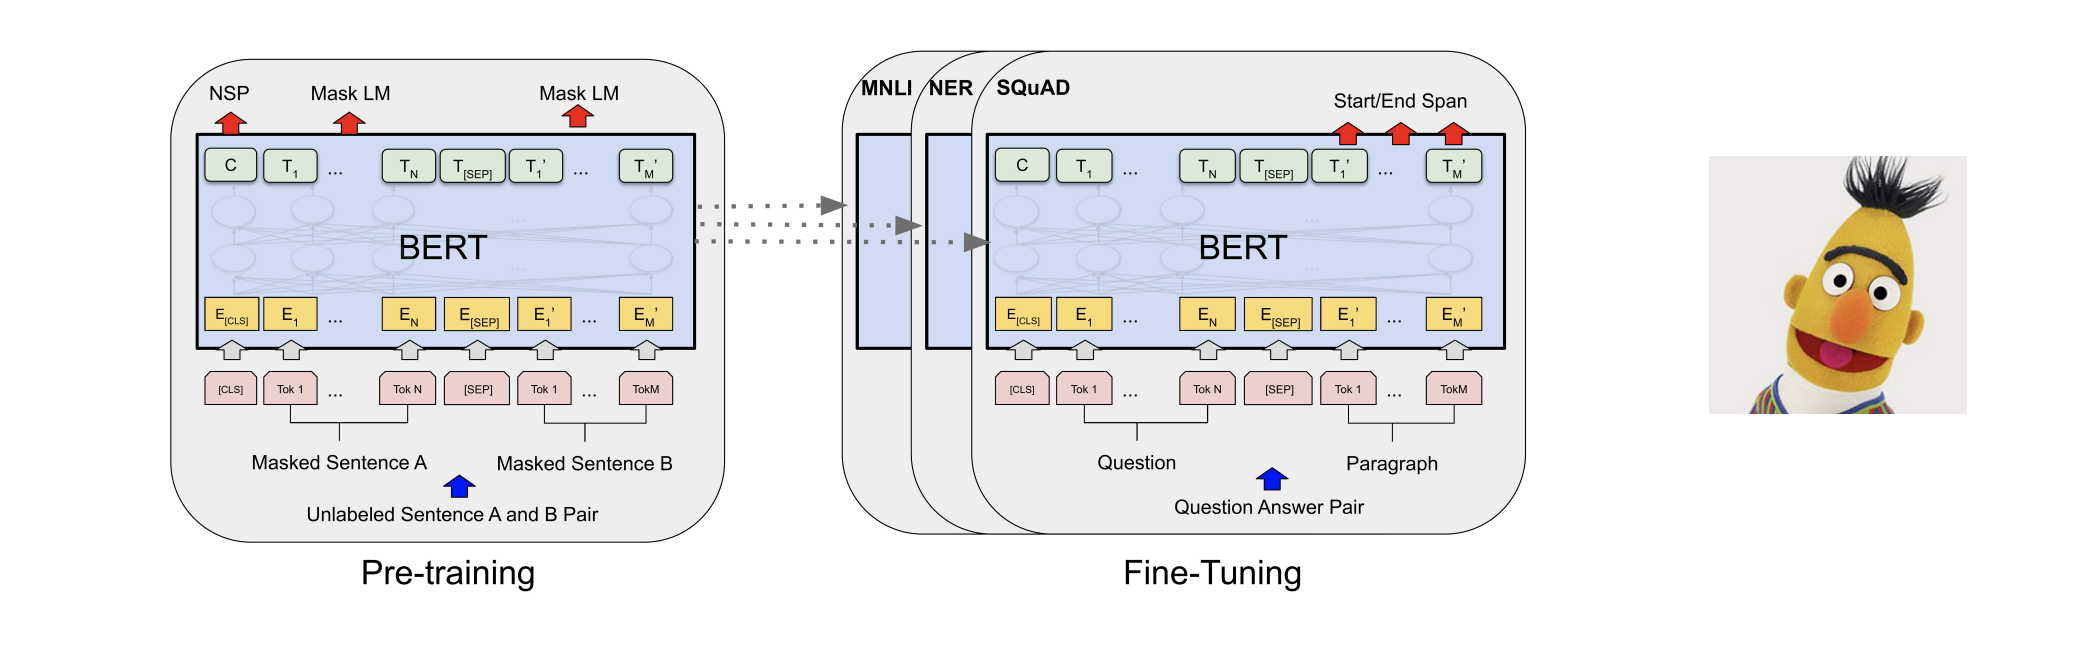 NSP Mask LM Mask LM
C T1 ... TN T[SEP] T1’ ... TM’
...
BERT
...
E[CLS] E1 ... EN E[SEP] E1’ ... EM’
[CLS] Tok 1 ... Tok N [SEP] Tok 1 ... TokM
Masked Sentence A Masked Sentence B
Unlabeled Sentence A and B Pair
Pre-training
MNLI NER SQuAD
Start/End Span
C T1 ... TN T[SEP] T1’ ... TM’
...
BERT
...
E[CLS] E1 ... EN E[SEP] E1’ ... EM’
[CLS] Tok 1 ... Tok N [SEP] Tok 1 ... TokM
Question Paragraph
Question Answer Pair
Fine-Tuning